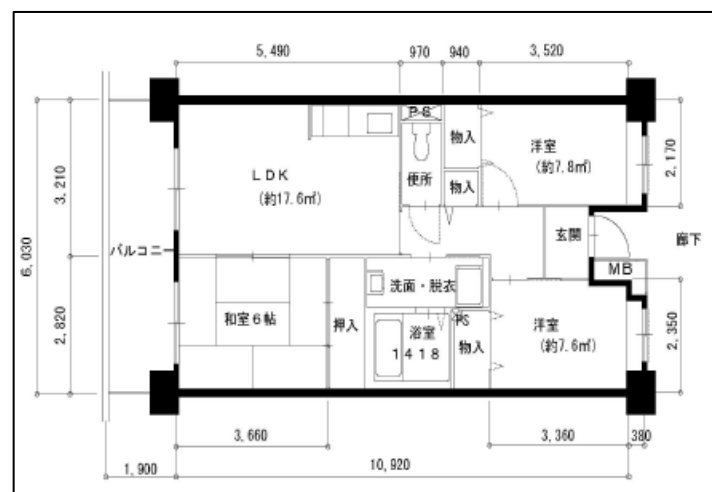 5,490
970
940
3,520
P-S
物入
洋室
(約7.8㎡)
LDK
(約17.6㎡)
便所
物入
2,170
3,210
6,030
バルコニー
玄関
廊下
MB
洗面・脱衣
2,820
和室6帖
押入
浴室
1418
PS
物入
洋室
(約7.6㎡)
2,350
3,660
3,360
380
1,900
10,920